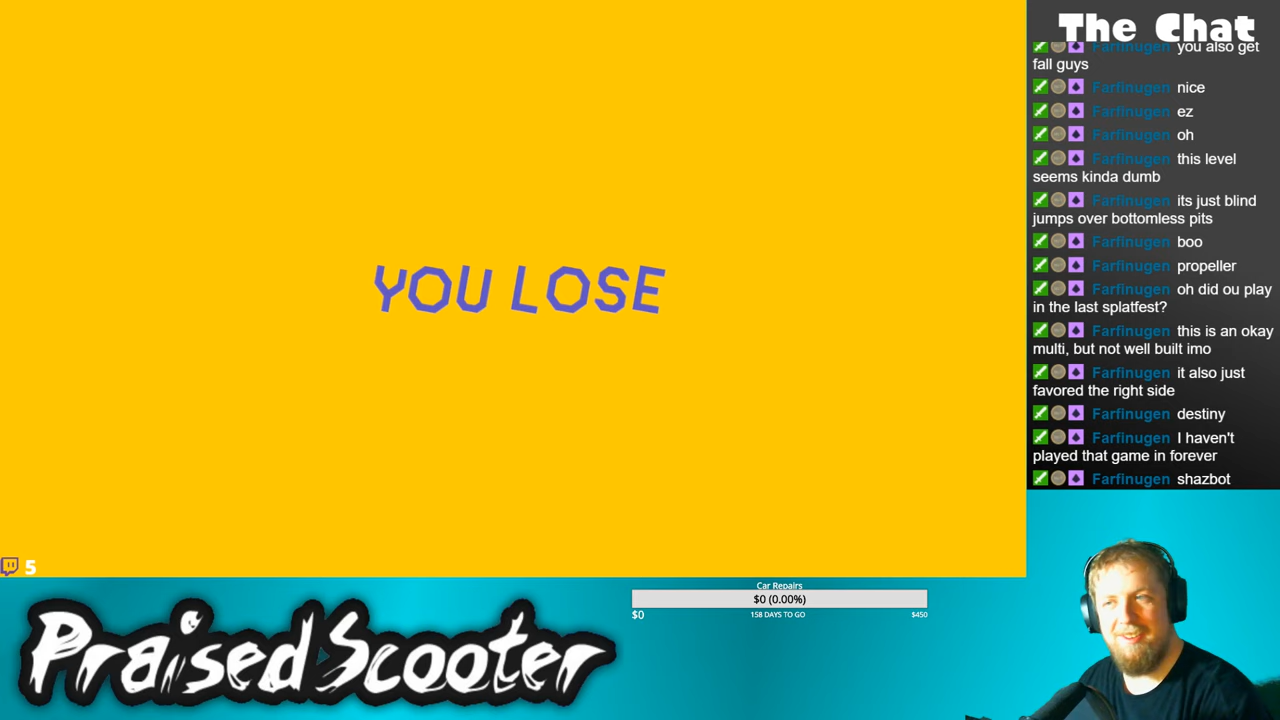 YOU LOSE
The Chat
Farfinugen you also get
fall guys
Farfinugen nice
Farfinugen ez
Farfinugen oh
Farfinugen this level
seems kinda dumb
Farfinugen its just blind
jumps over bottomless pits
Farfinugen boo
Farfinugen propeller
Farfinugen oh did ou play
in the last splatfest?
Farfinugen this is an okay
multi, but not well built imo
Farfinugen it also just
favored the right side
Farfinugen destiny
Farfinugen I haven't
played that game in forever
Farfinugen shazbot
5
Car Repairs
$0 (0.00%)
$0 158 DAYS TO GO $450
PraisedScooter